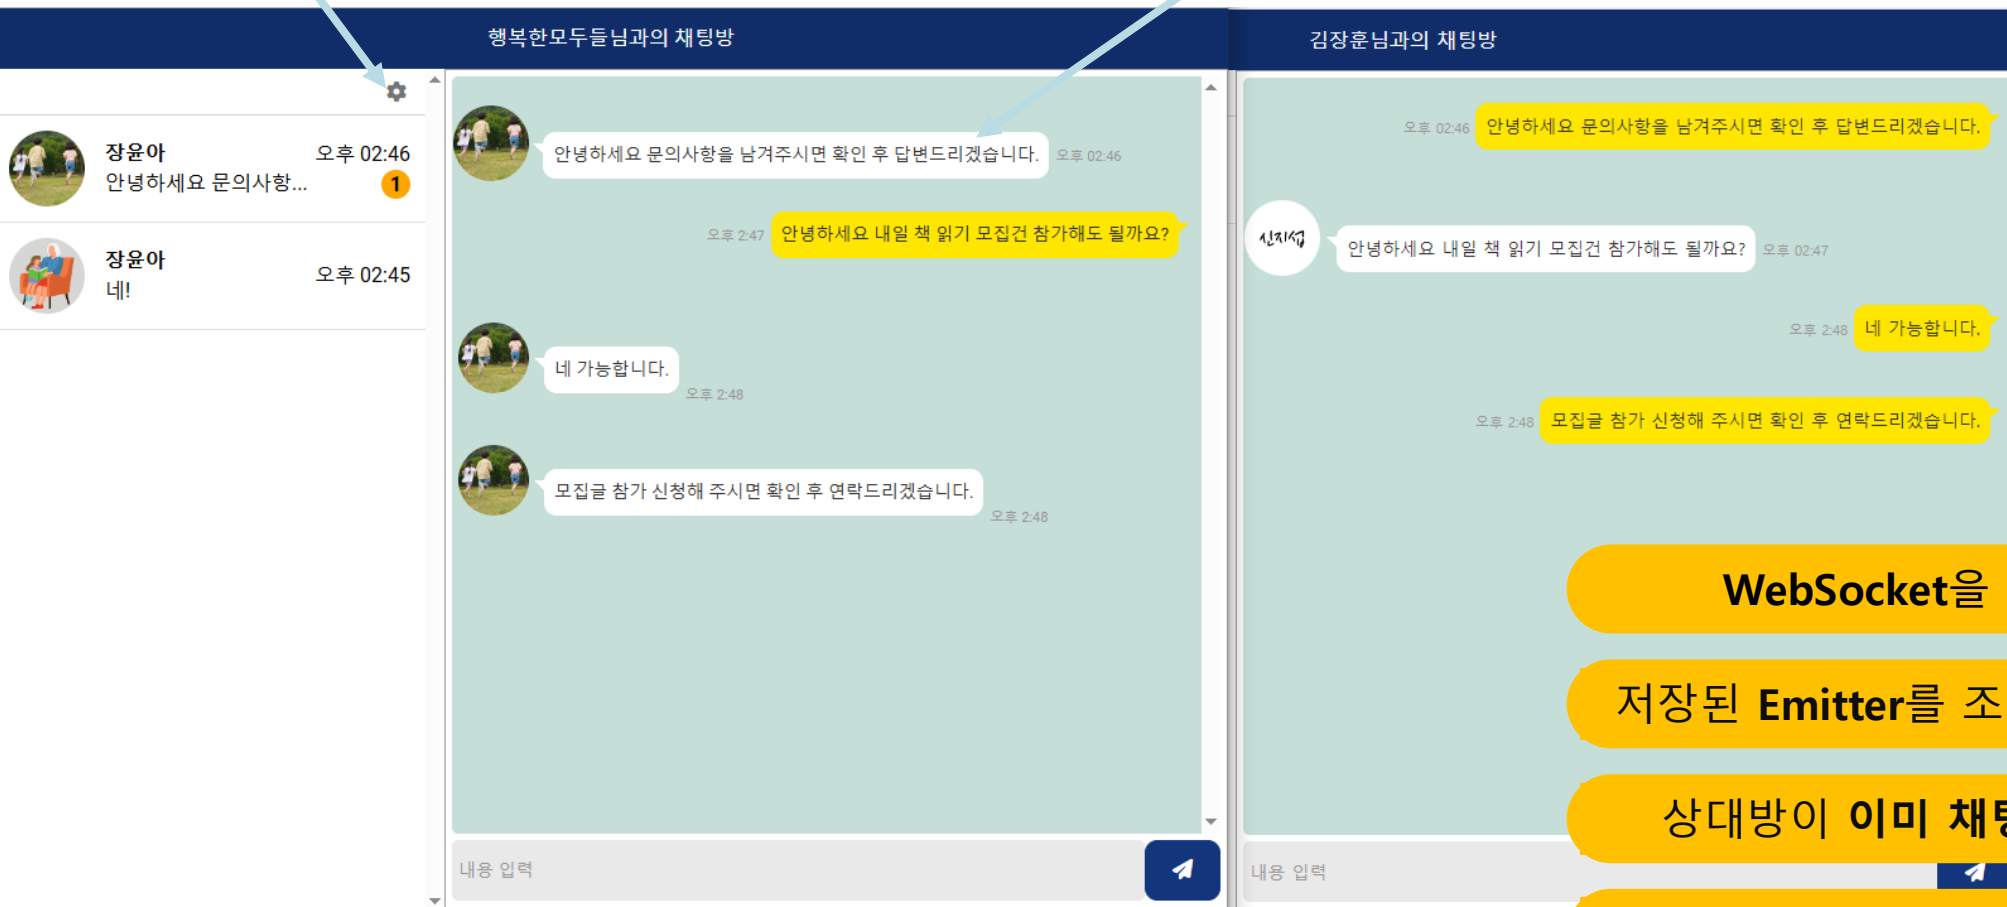 행복한모두들님과의 채팅방
장윤아
오후 02:46
안녕하세요 문의사항...
1
장윤아
오후 02:45
네!
안녕하세요 문의사항을 남겨주시면 확인 후 답변드리겠습니다.
오후 02:46
오후 2:47
안녕하세요 내일 책 읽기 모집건 참가해도 될까요?
네 가능합니다.
오후 2:48
모집글 참가 신청해 주시면 확인 후 연락드리겠습니다.
오후 2:48
내용 입력
김장훈님과의 채팅방
오후 02:46
안녕하세요 문의사항을 남겨주시면 확인 후 답변드리겠습니다.
신지섭
안녕하세요 내일 책 읽기 모집건 참가해도 될까요?
오후 02:47
오후 2:48
네 가능합니다.
오후 2:48
모집글 참가 신청해 주시면 확인 후 연락드리겠습니다.
WebSocket을
저장된 Emitter를 조
상대방이 이미 채팅
내용 입력